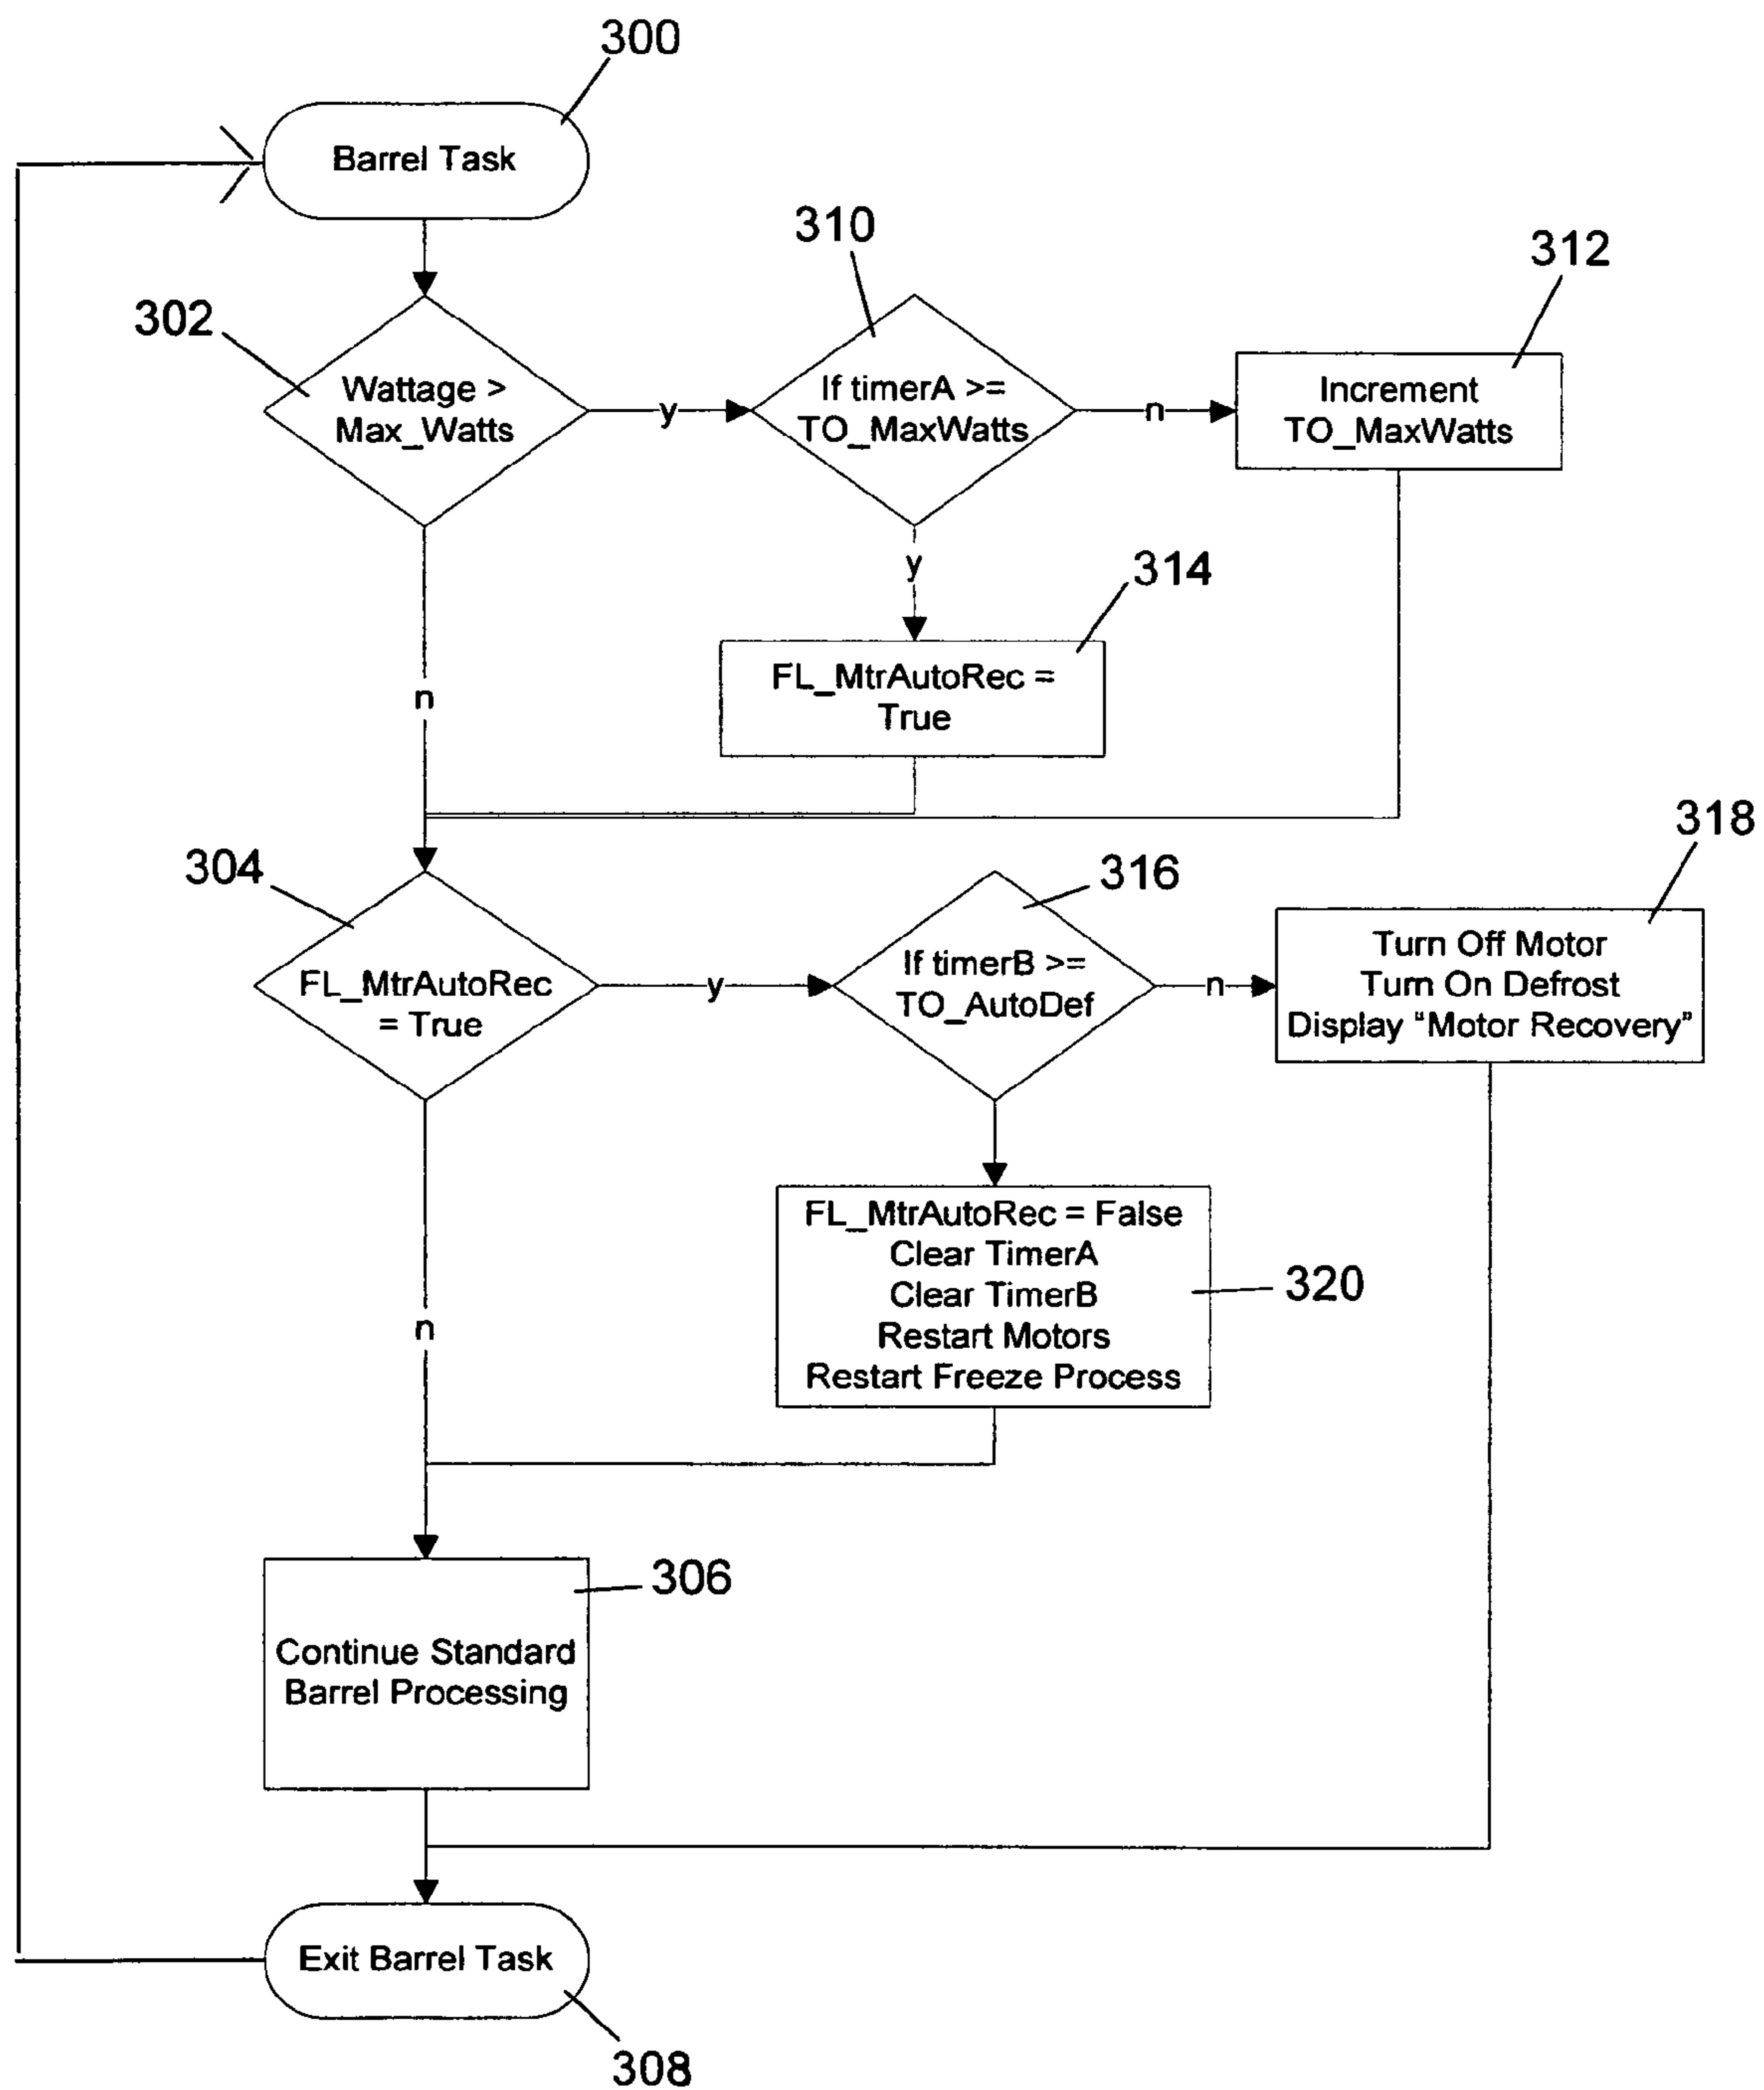 300
Barrel Task
310
312
302
Wattage >
Max_Watts
y
If timerA >=
TO_MaxWatts
n
Increment
TO_MaxWatts
y
314
n
FL_MtrAutoRec =
True
318
304
316
FL_MtrAutoRec
= True
y
If timerB >=
TO_AutoDef
n
Turn Off Motor
Turn On Defrost
Display “Motor Recovery”
n
FL_MtrAutoRec = False
Clear TimerA
Clear TimerB
Restart Motors
Restart Freeze Process
320
306
Continue Standard
Barrel Processing
Exit Barrel Task
308